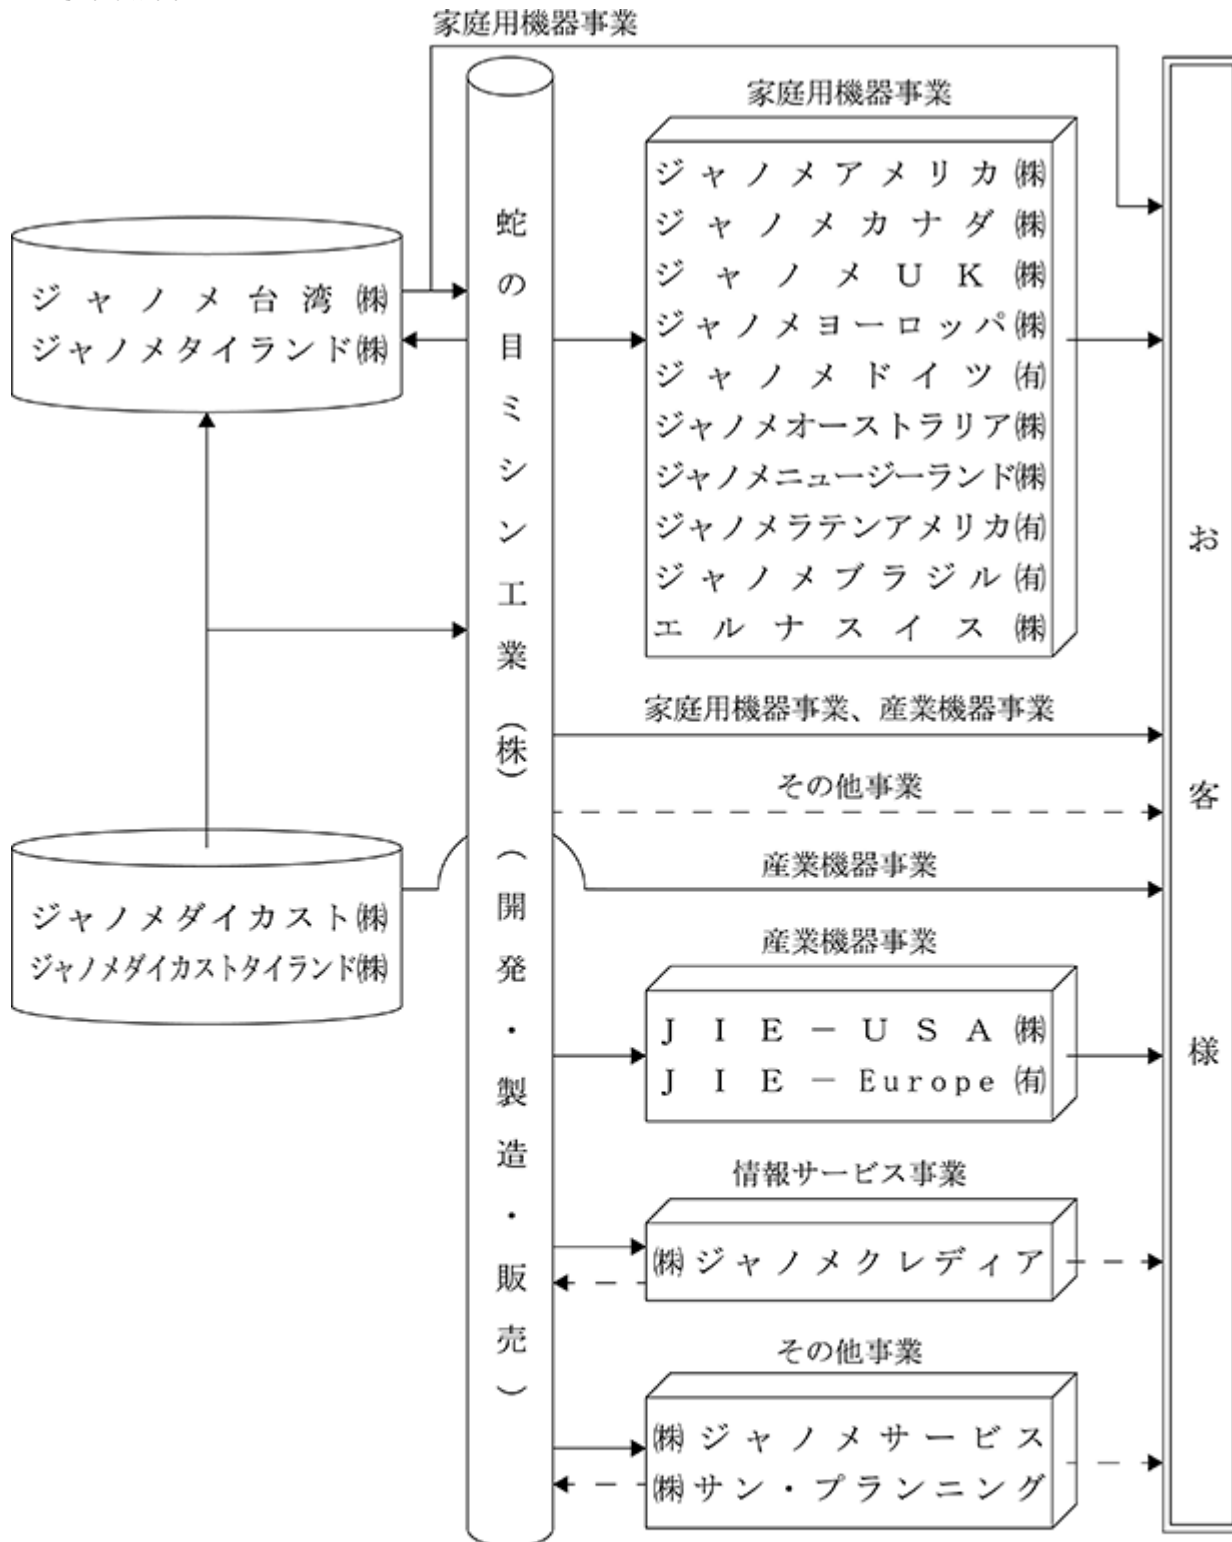 家庭用機器事業
家庭用機器事業
ジャノメアメリカ㈱
ジャノメカナダ㈱
ジャノメUK㈱
ジャノメヨーロッパ㈱
ジャノメドイツ㈲
ジャノメオーストラリア㈱
ジャノメニュージーランド㈱
ジャノメラテンアメリカ㈲
ジャノメブラジル㈲
エルナスイス㈱
ジャノメ台湾㈱
ジャノメタイランド㈱
蛇の目ミシン工業(株)(開発・製造・販売)
家庭用機器事業、産業機器事業
その他事業
産業機器事業
ジャノメダイカスト㈱
ジャノメダイカストタイランド㈱
産業機器事業
JIE－USA㈱
JIE－Europe㈲
情報サービス事業
㈱ジャノメクレディア
その他事業
㈱ジャノメサービス
㈱サン・プランニング
お客様